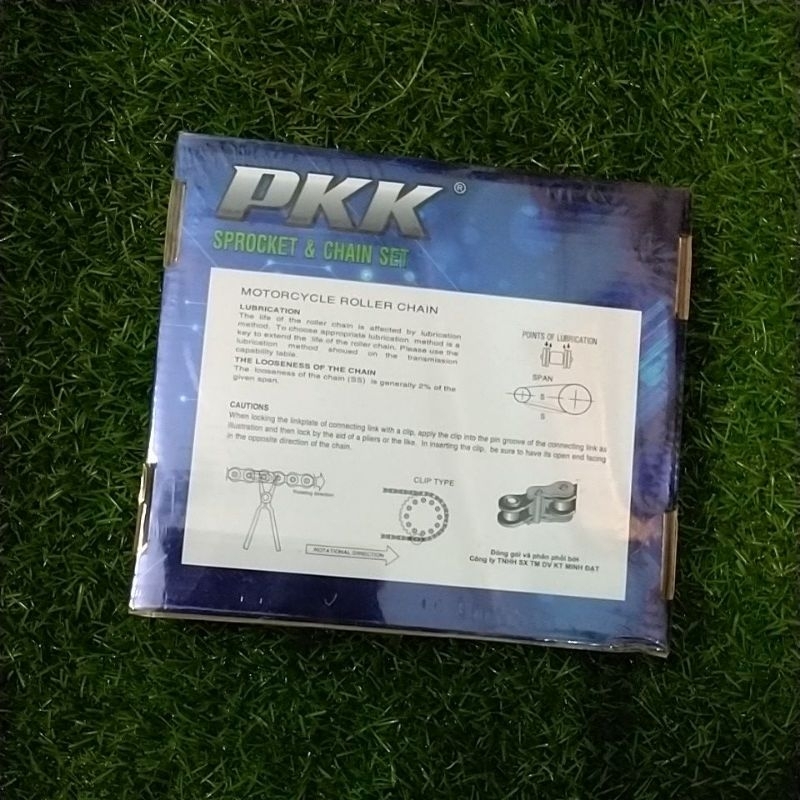 PKK ®
SPROCKET & CHAIN SET
MOTORCYCLE ROLLER CHAIN
LUBRICATION
The life of the roller chain is affected by lubrication
method. To choose appropriate lubrication method is a
key to extend the life of the roller chain. Please use the
lubrication method shoued on the transmission
capability table.
THE LOOSENESS OF THE CHAIN
The looseness of the chain (SS) is generally 2% of the
given span.
POINTS OF LUBRICATION
SPAN
S
S
CAUTIONS
When locking the linkplate of connecting link with a clip, apply the clip into the pin groove of the connecting link as
illustration and then lock by the aid of a pliers or the like. In inserting the clip, be sure to have its open end facing
in the opposite direction of the chain.
Rotating direction
CLIP TYPE
ROTATIONAL DIRECTION
Đóng gói và phân phối bởi
Công ty TNHH SX TM DV KT MINH ĐẠT